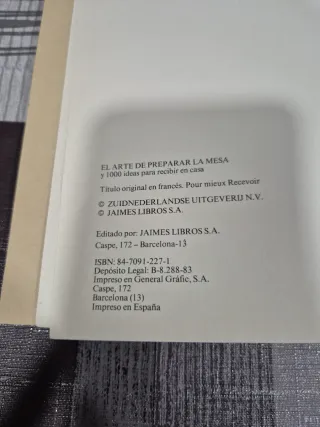 EL ARTE DE PREPARAR LA MESA
y 1000 ideas para recibir en casa
Título original en francés. Pour mieux Recevoir
© ZUIDNEDERLANDSE UITGEVERIJ N.V.
© JAIMES LIBROS S.A.
Editado por: JAIMES LIBROS S.A.
Caspe, 172 – Barcelona-13
ISBN: 84-7091-227-1
Depósito Legal: B-8.288-83
Impreso en General Gràfic, S.A.
Caspe, 172
Barcelona (13)
Impreso en España